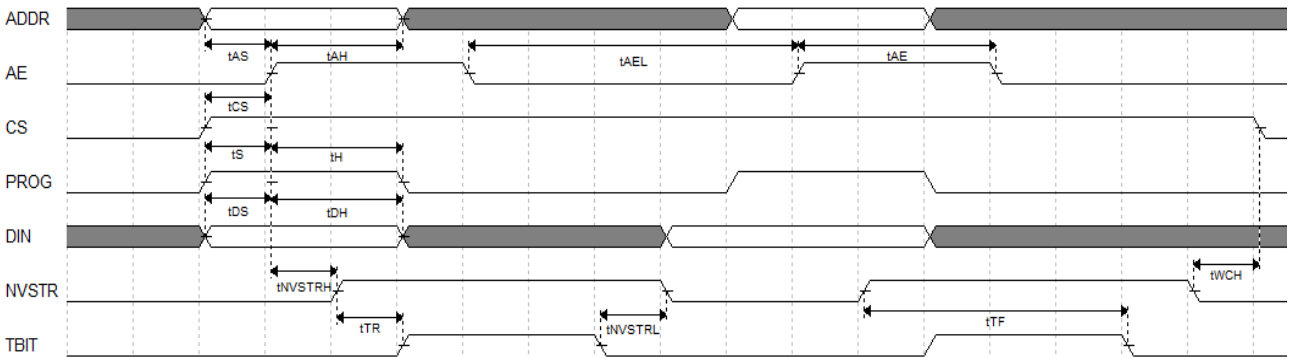 ADDR
tAS tAH tAEL tAE
AE
tCS
CS
tS tH
PROG
tDS tDH
DIN
tNVSTRH tWCH
NVSTR
tTR tNVSTRL tTF
TBIT